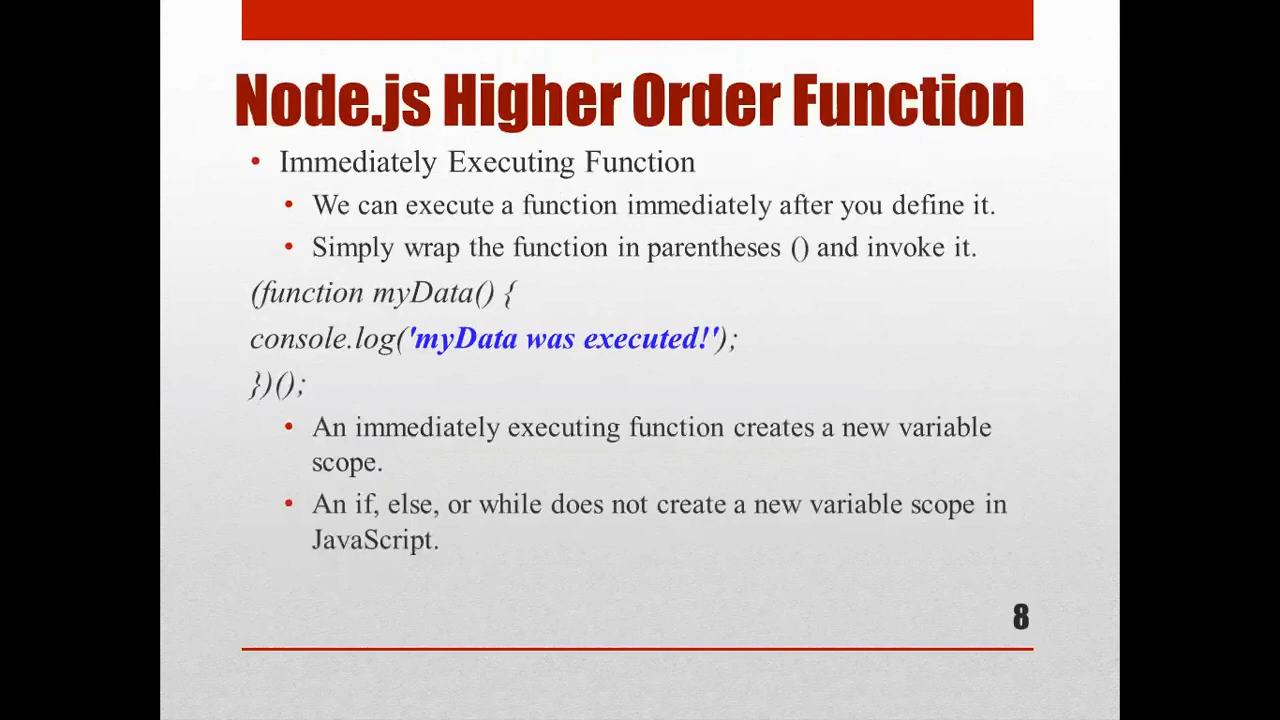 Node.js Higher Order Function
• Immediately Executing Function
• We can execute a function immediately after you define it.
• Simply wrap the function in parentheses () and invoke it.
(function myData() {
console.log('myData was executed!');
})();
• An immediately executing function creates a new variable
scope.
• An if, else, or while does not create a new variable scope in
JavaScript.
8